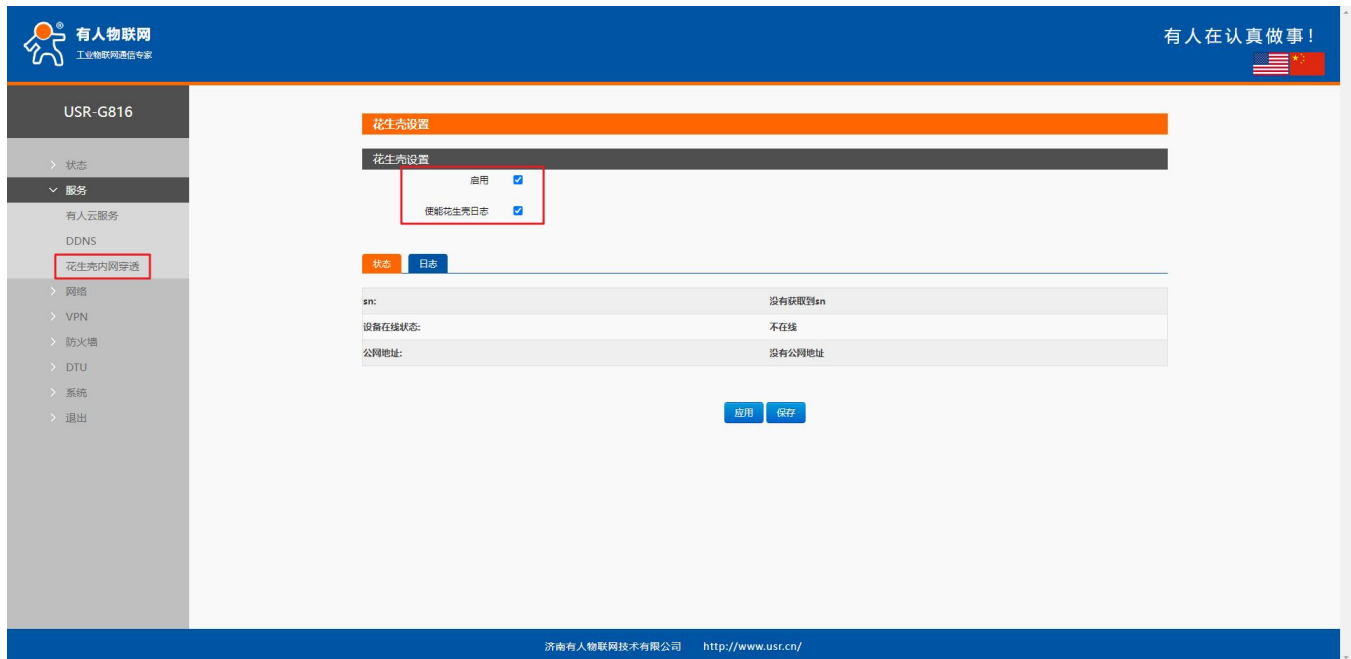 有人物联网
工业物联网通信专家
有人在认真做事！
USR-G816
状态
服务
有人云服务
DDNS
花生壳内网穿透
网络
VPN
防火墙
DTU
系统
退出
花生壳设置
花生壳设置
启用
使能花生壳日志
状态 日志
sn: 没有获取到sn
设备在线状态: 不在线
公网地址: 没有公网地址
应用 保存
济南有人物联网技术有限公司 http://www.usr.cn/